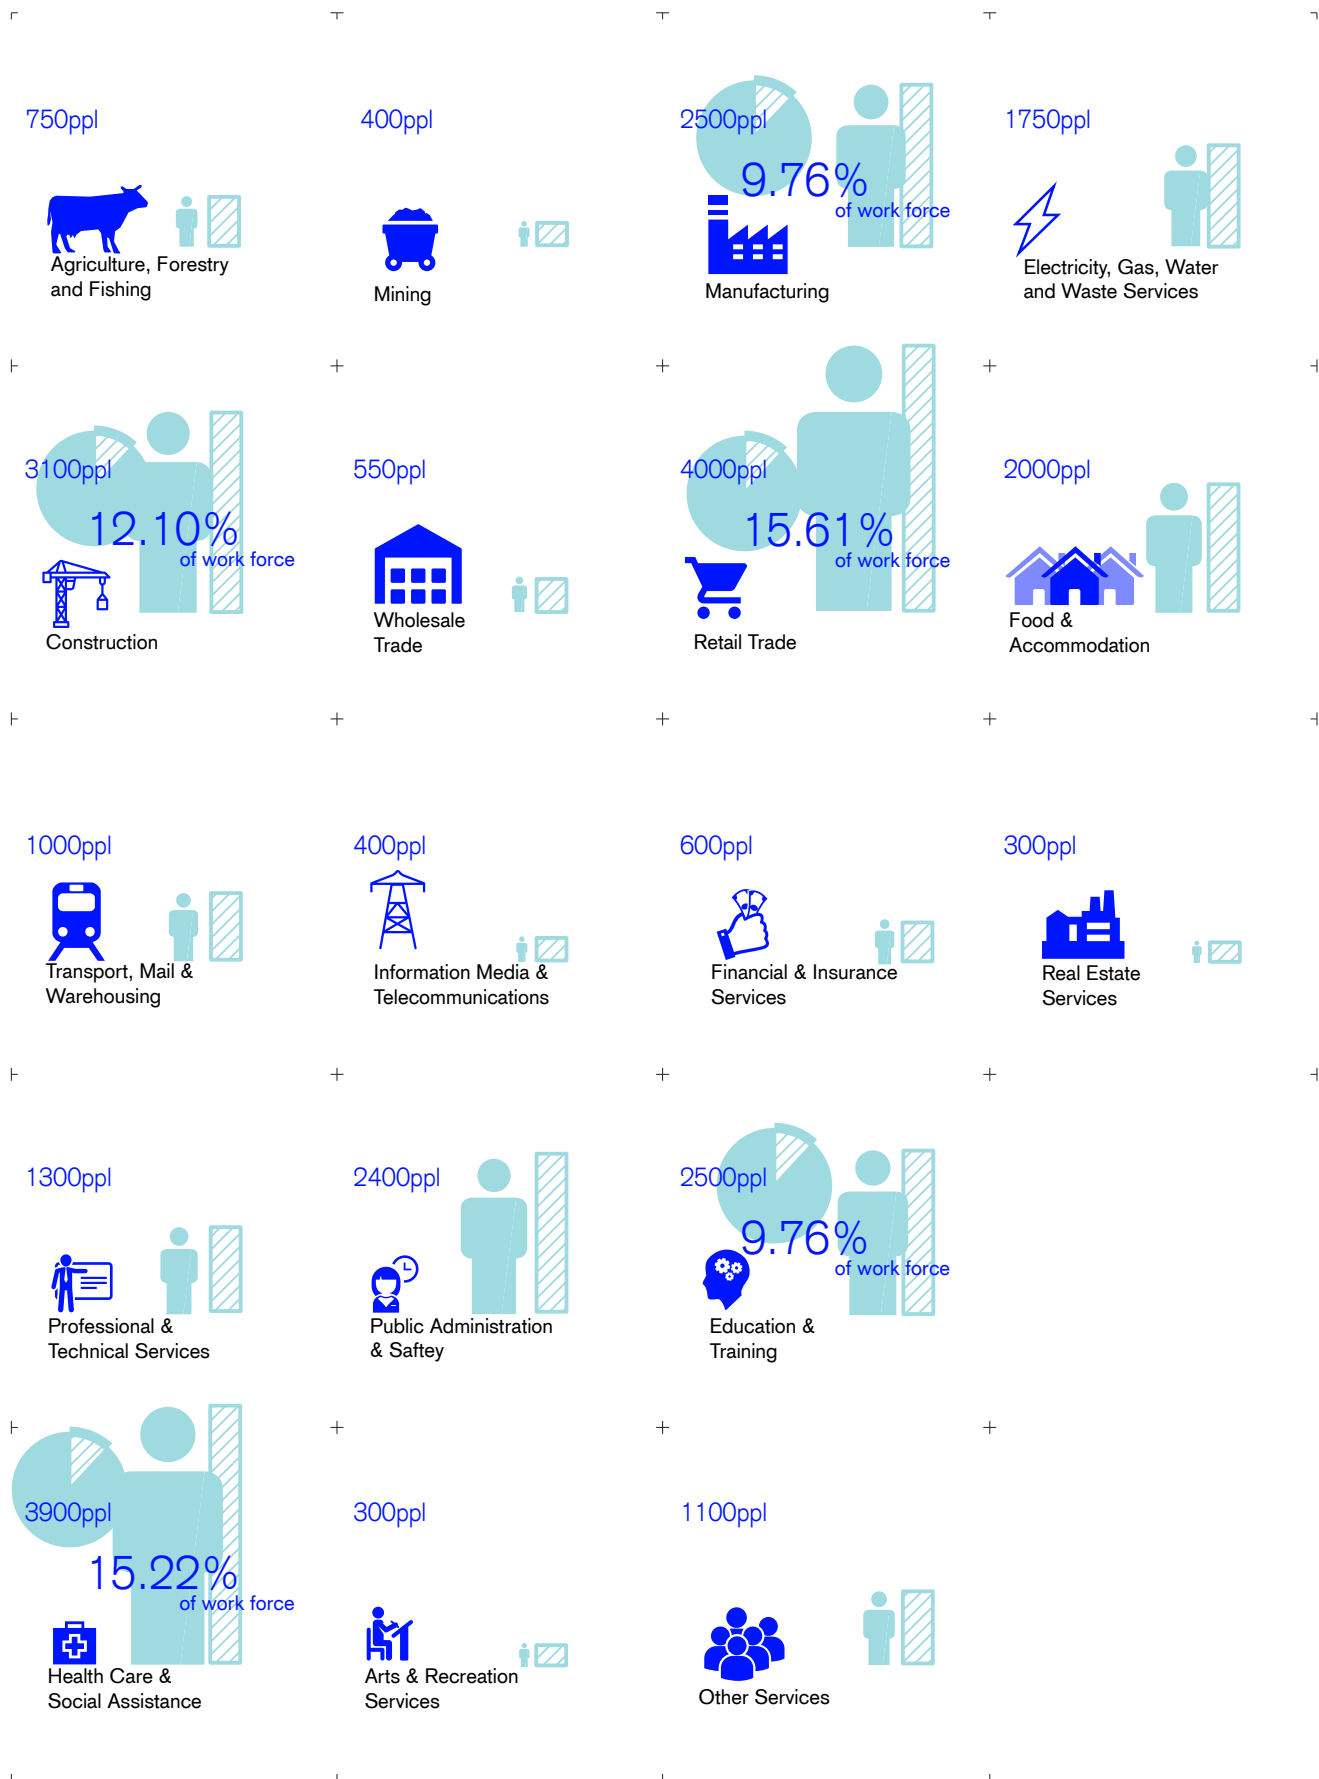 750ppl
Agriculture, Forestry
and Fishing
400ppl
Mining
2500ppl
9.76%
of work force
Manufacturing
1750ppl
Electricity, Gas, Water
and Waste Services
3100ppl
12.10%
of work force
Construction
550ppl
Wholesale
Trade
4000ppl
15.61%
of work force
Retail Trade
2000ppl
Food &
Accommodation
1000ppl
Transport, Mail &
Warehousing
400ppl
Information Media &
Telecommunications
600ppl
Financial & Insurance
Services
300ppl
Real Estate
Services
1300ppl
Professional &
Technical Services
2400ppl
Public Administration
& Saftey
2500ppl
9.76%
of work force
Education &
Training
3900ppl
15.22%
of work force
Health Care &
Social Assistance
300ppl
Arts & Recreation
Services
1100ppl
Other Services